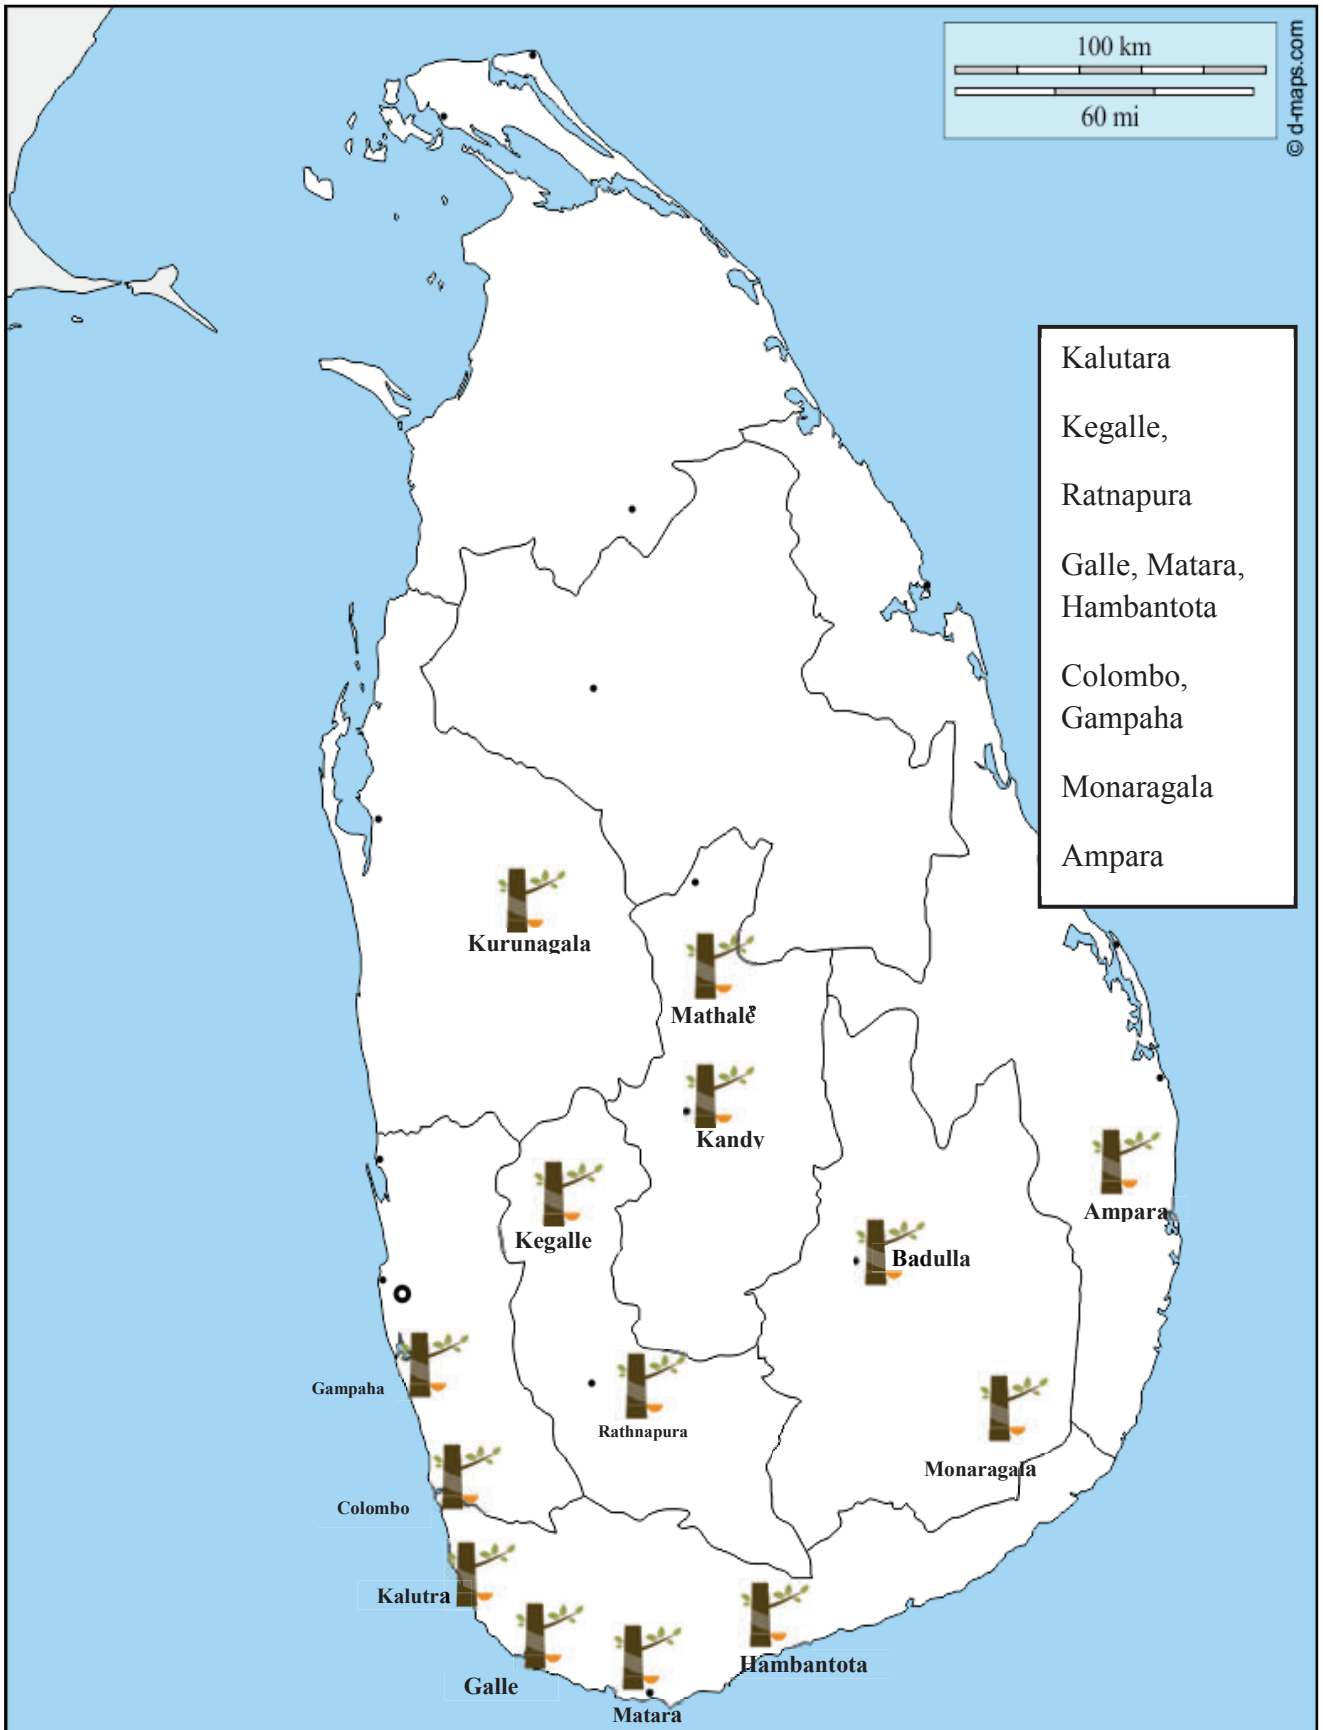 100 km
60 mi
© d-maps.com
Kalutara
Kegalle,
Ratnapura
Galle, Matara,
Hambantota
Colombo,
Gampaha
Monaragala
Ampara
Kurunagala
Mathale
Kandy
Kegalle
Ampara
Badulla
Gampaha
Rathnapura
Monaragala
Colombo
Kalutra
Hambantota
Galle
Matara